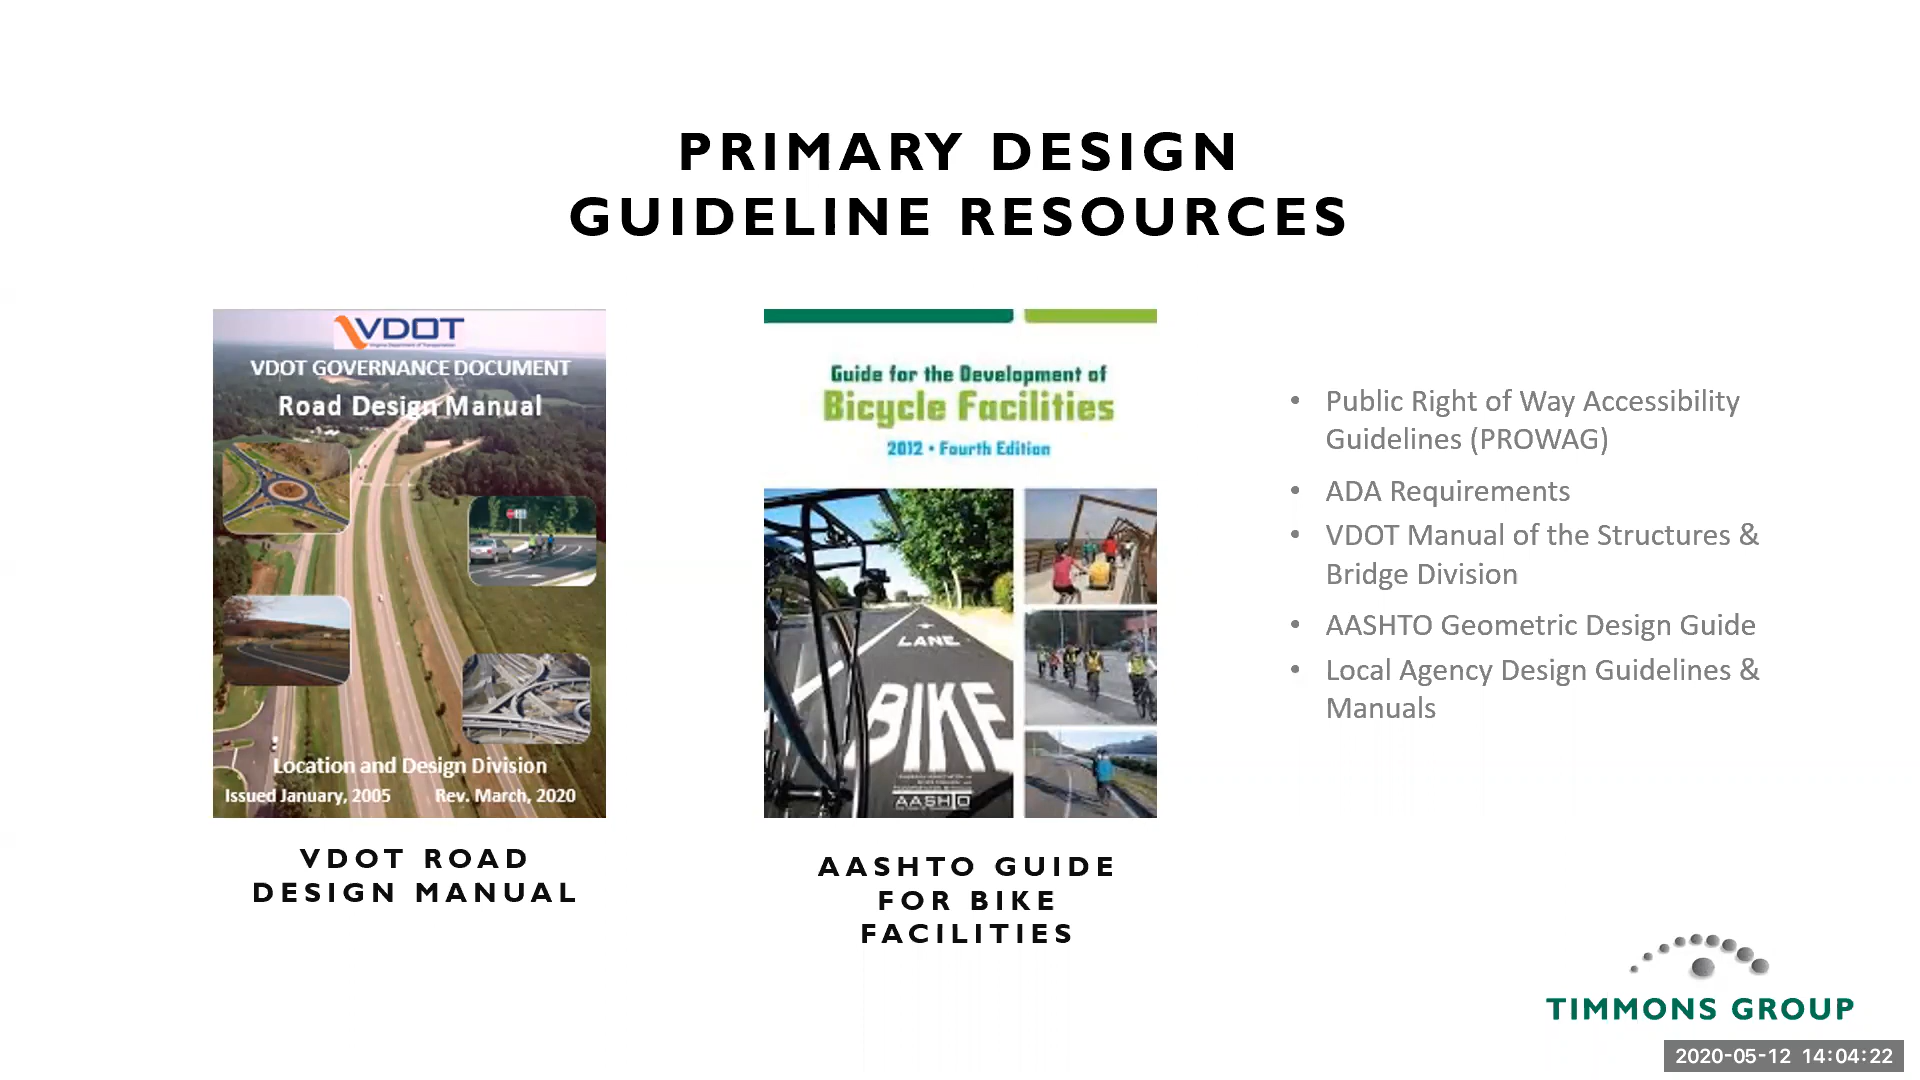 PRIMARY DESIGN
GUIDELINE RESOURCES
VDOT
Virginia Department of Transportation
VDOT GOVERNANCE DOCUMENT
Road Design Manual
Location and Design Division
Issued January, 2005 Rev. March, 2020
VDOT ROAD
DESIGN MANUAL
Guide for the Development of
Bicycle Facilities
2012 • Fourth Edition
LANE
BIKE
AASHTO
AASHTO GUIDE
FOR BIKE
FACILITIES
• Public Right of Way Accessibility
Guidelines (PROWAG)
• ADA Requirements
• VDOT Manual of the Structures &
Bridge Division
• AASHTO Geometric Design Guide
• Local Agency Design Guidelines &
Manuals
TIMMONS GROUP
2020-05-12 14:04:22